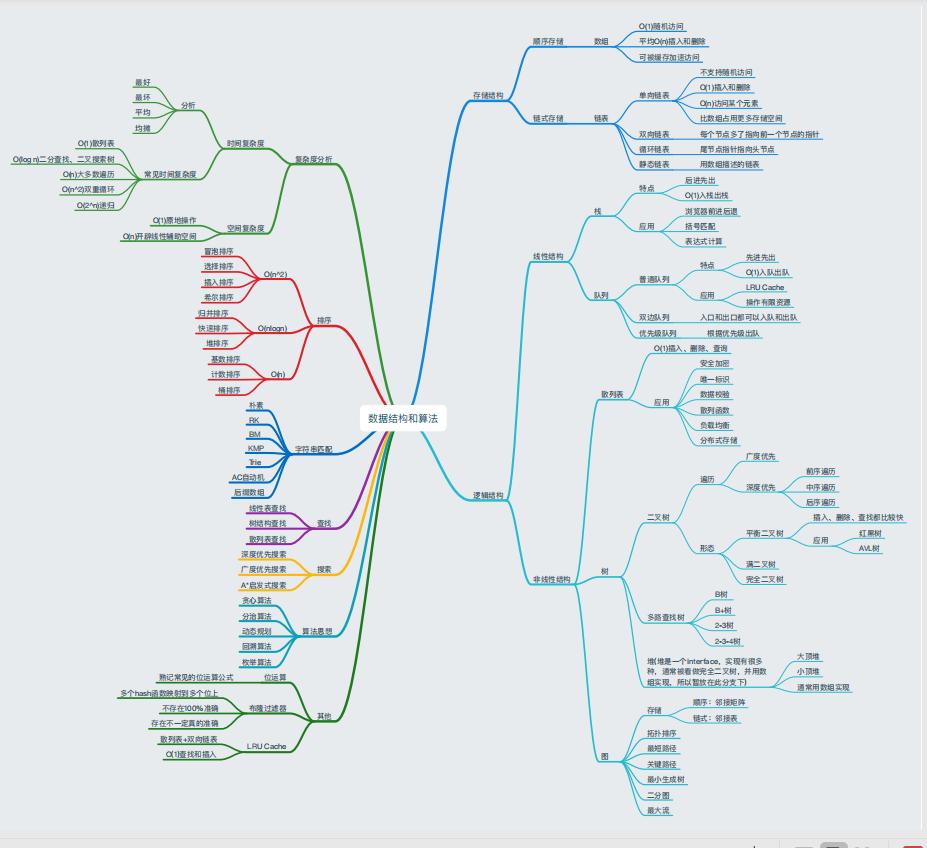 数据结构和算法
存储结构
顺序存储
数组
O(1)随机访问
平均O(n)插入和删除
可被缓存加速访问
链式存储
链表
单向链表
不支持随机访问
O(1)插入和删除
O(n)访问某个元素
比数组占用更多存储空间
双向链表
每个节点多了指向前一个节点的指针
循环链表
尾节点指针指向头节点
静态链表
用数组描述的链表
逻辑结构
线性结构
栈
特点
后进先出
O(1)入栈出栈
应用
浏览器前进后退
括号匹配
表达式计算
队列
普通队列
特点
先进先出
O(1)入队出队
应用
LRU Cache
操作有限资源
双边队列
入口和出口都可以入队和出队
优先级队列
根据优先级出队
非线性结构
散列表
O(1)插入、删除、查询
应用
安全加密
唯一标识
数据校验
散列函数
负载均衡
分布式存储
树
二叉树
遍历
广度优先
深度优先
前序遍历
中序遍历
后序遍历
形态
平衡二叉树
插入、删除、查找都比较快
应用
红黑树
AVL树
满二叉树
完全二叉树
多路查找树
B树
B+树
2-3树
2-3-4树
堆(堆是一个interface，实现有很多
种，通常被看做完全二叉树，并用数
组实现，所以暂放在此分支下)
大顶堆
小顶堆
通常用数组实现
图
存储
顺序：邻接矩阵
链式：邻接表
拓扑排序
最短路径
关键路径
最小生成树
二分图
最大流
复杂度分析
时间复杂度
分析
最好
最坏
平均
均摊
常见时间复杂度
O(1)散列表
O(log n)二分查找、二叉搜索树
O(n)大多数遍历
O(n^2)双重循环
O(2^n)递归
空间复杂度
O(1)原地操作
O(n)开辟线性辅助空间
排序
O(n^2)
冒泡排序
选择排序
插入排序
希尔排序
O(nlogn)
归并排序
快速排序
堆排序
O(n)
基数排序
计数排序
桶排序
字符串匹配
朴素
RK
BM
KMP
Trie
AC自动机
后缀数组
查找
线性表查找
树结构查找
散列表查找
搜索
深度优先搜索
广度优先搜索
A*启发式搜索
算法思想
贪心算法
分治算法
动态规划
回溯算法
枚举算法
其他
位运算
熟记常见的位运算公式
布隆过滤器
多个hash函数映射到多个位上
不存在100%准确
存在不一定真的准确
LRU Cache
散列表+双向链表
O(1)查找和插入